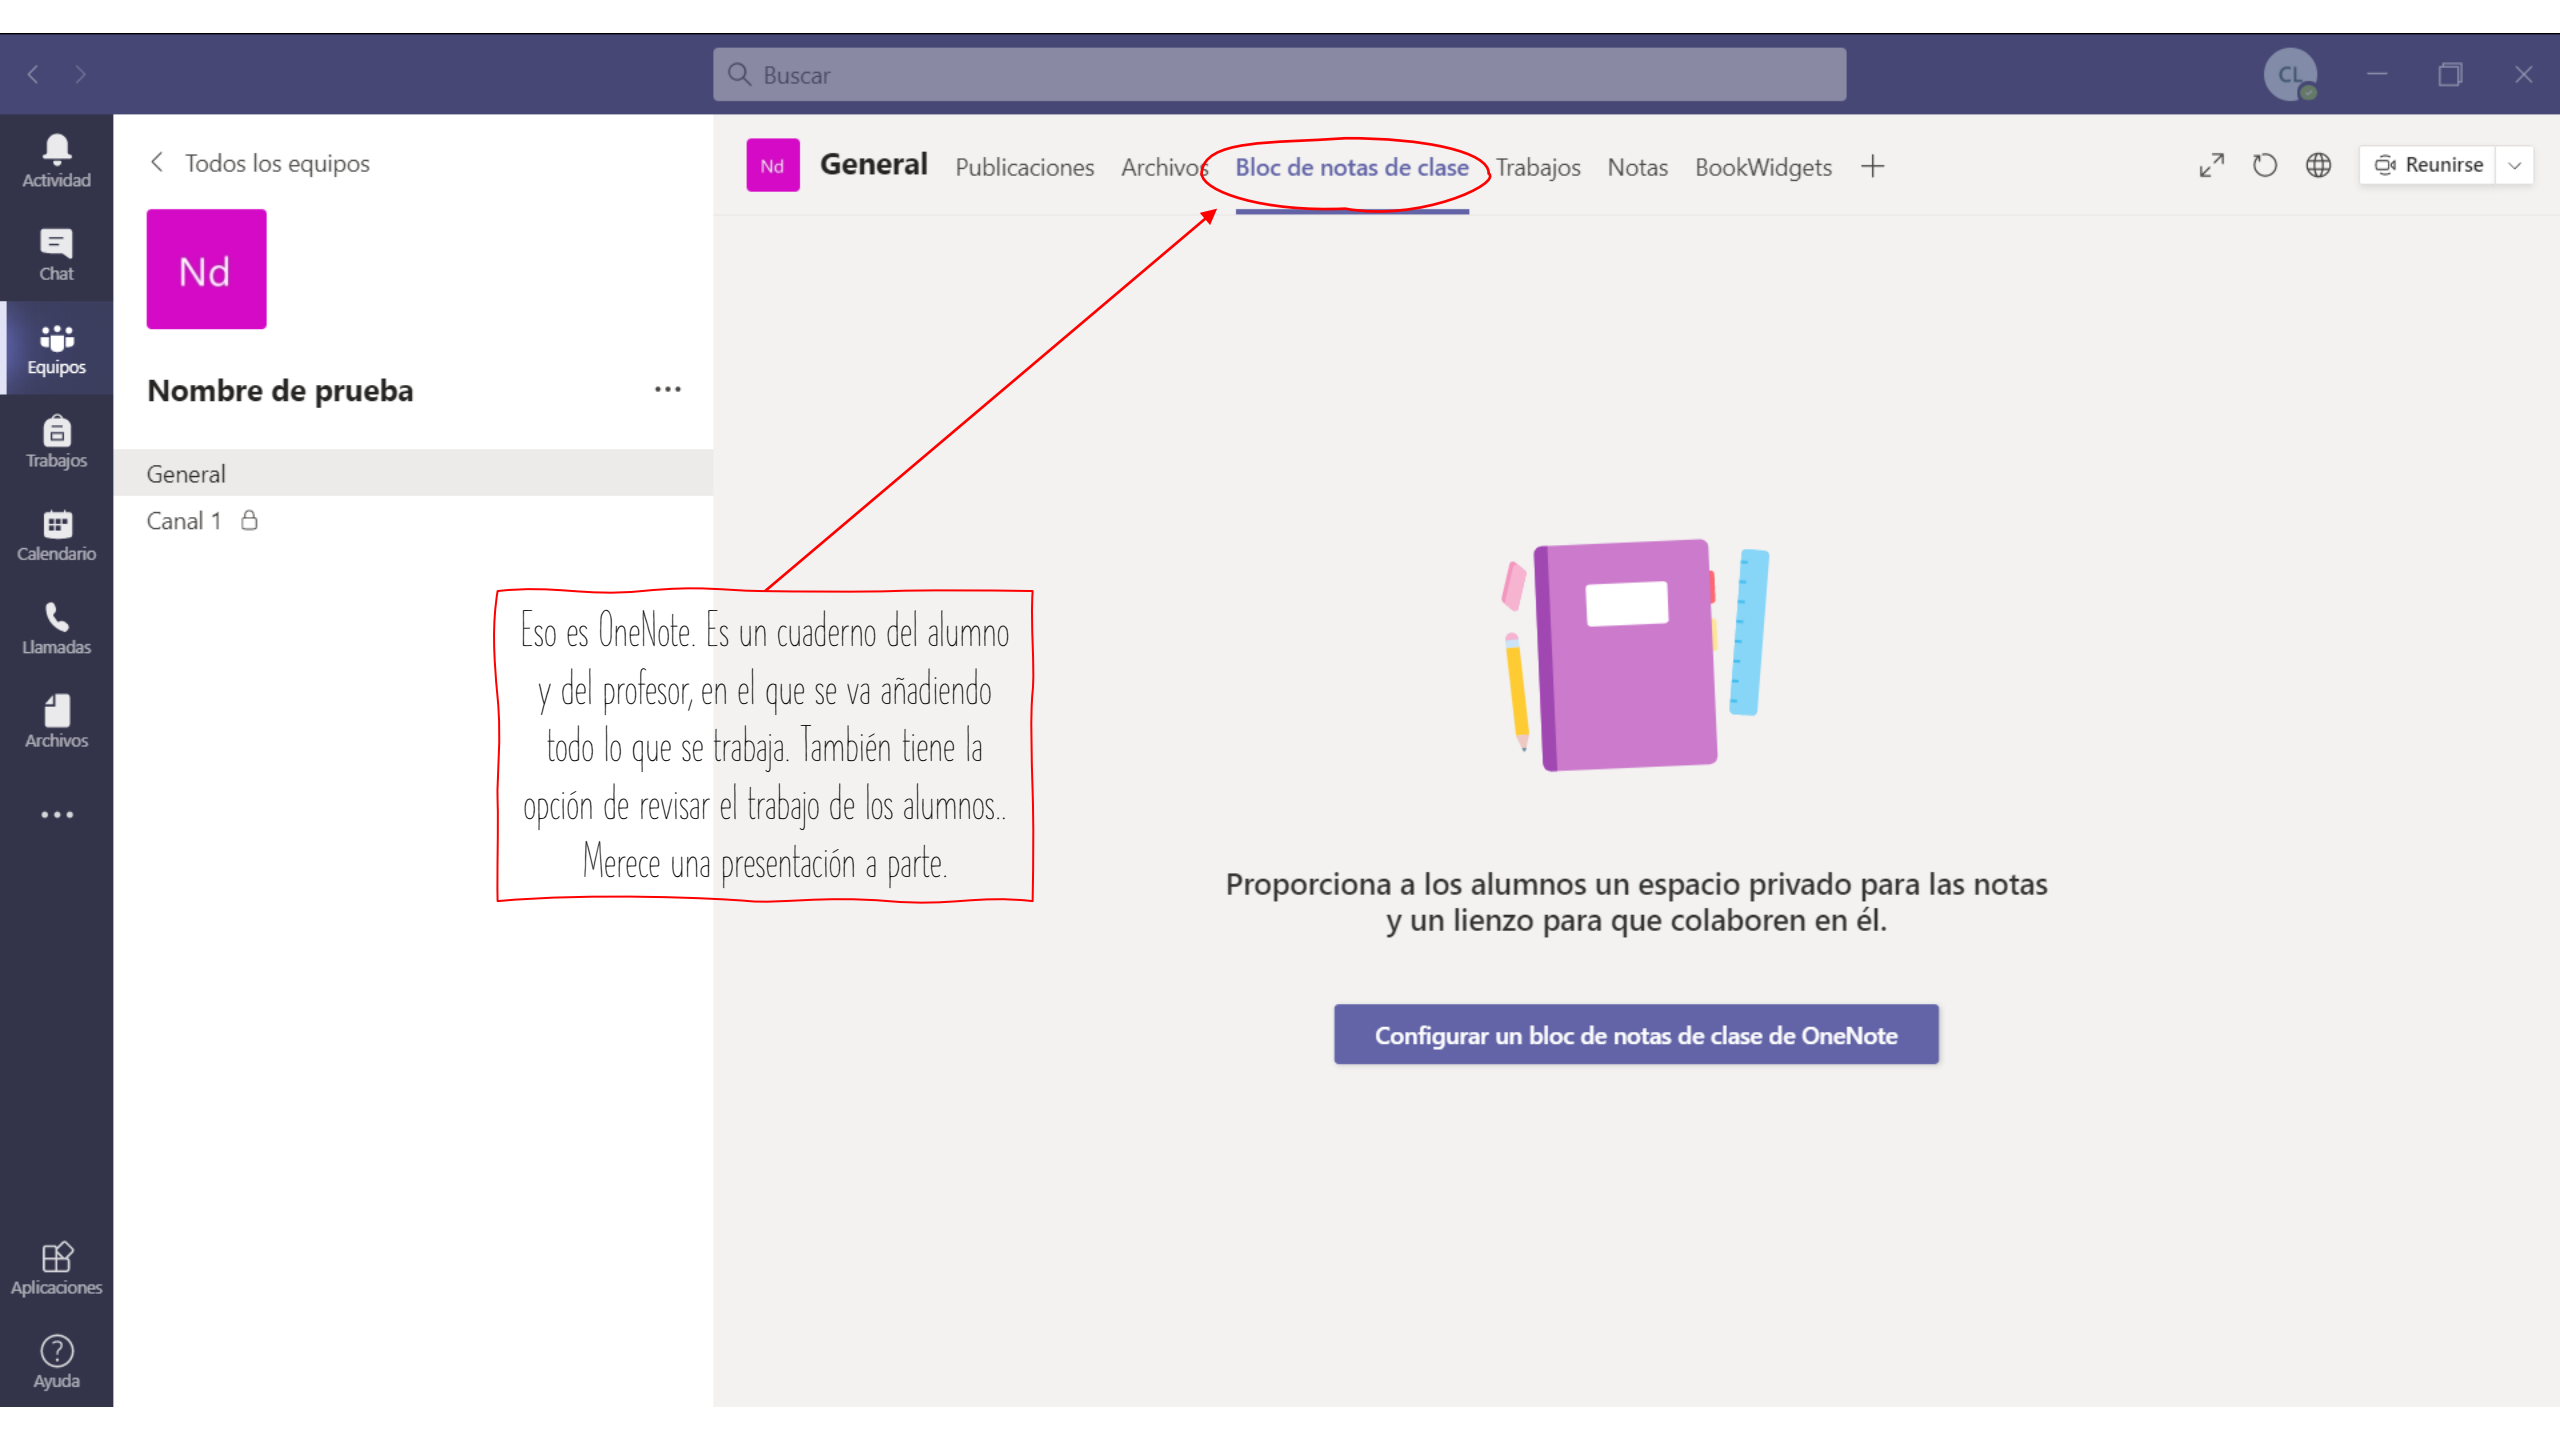 Buscar
CL
Actividad
Chat
Equipos
Trabajos
Calendario
Llamadas
Archivos
Aplicaciones
Ayuda
Todos los equipos
Nd
Nombre de prueba
General
Canal 1
Nd General Publicaciones Archivos Bloc de notas de clase Trabajos Notas BookWidgets
Reunirse
Eso es OneNote. Es un cuaderno del alumno
y del profesor, en el que se va añadiendo
todo lo que se trabaja. También tiene la
opción de revisar el trabajo de los alumnos..
Merece una presentación a parte.
Proporciona a los alumnos un espacio privado para las notas
y un lienzo para que colaboren en él.
Configurar un bloc de notas de clase de OneNote